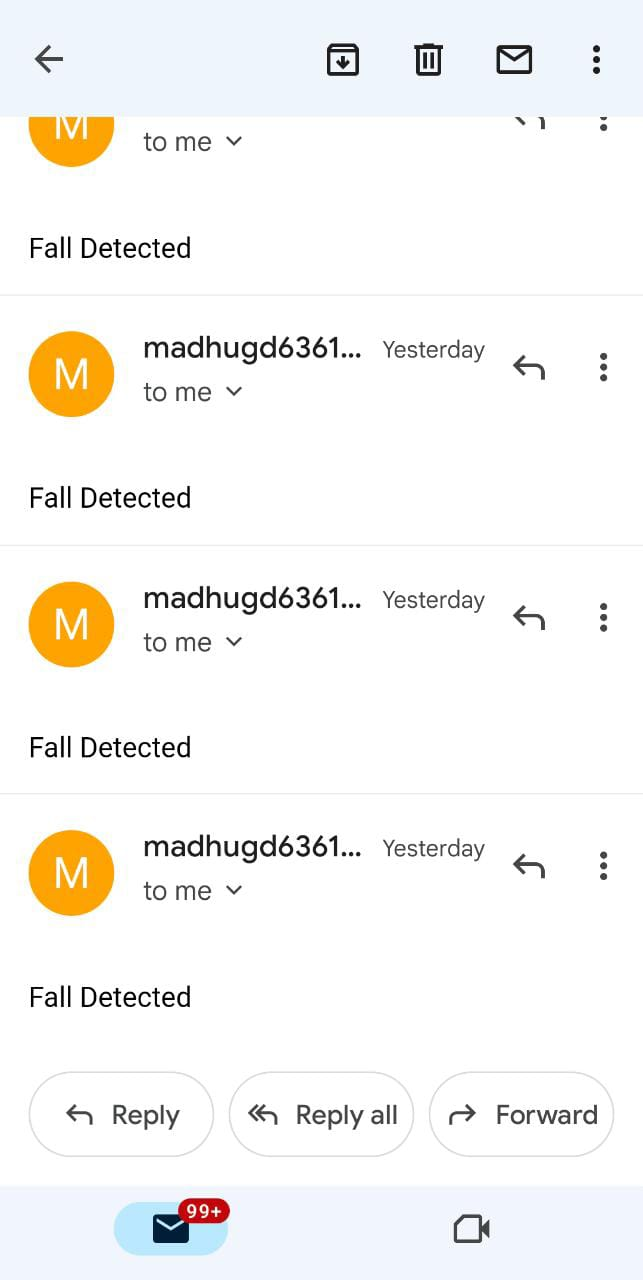 M
to me
Fall Detected
M
madhugd6361... Yesterday
to me
Fall Detected
M
madhugd6361... Yesterday
to me
Fall Detected
M
madhugd6361... Yesterday
to me
Fall Detected
Reply Reply all Forward
99+